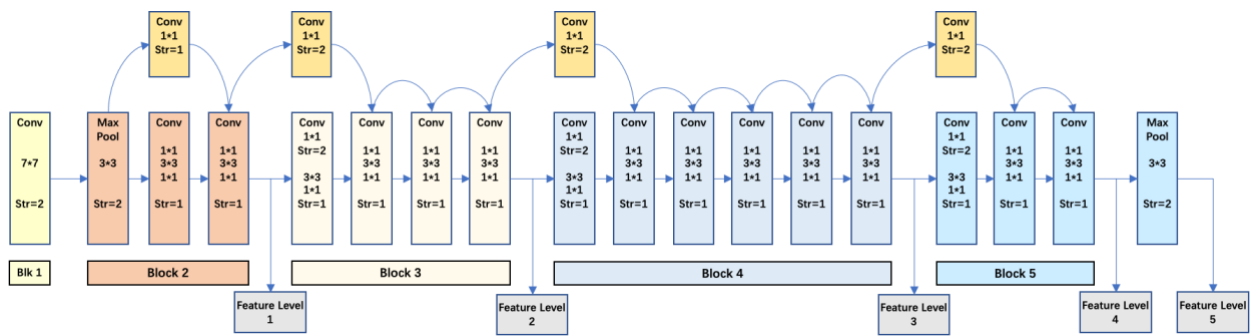 Conv
1*1
Str=1
Conv
1*1
Str=2
Conv
1*1
Str=2
Conv
1*1
Str=2
Conv
7*7
Str=2
Max
Pool
3*3
Str=2
Conv
1*1
3*3
1*1
Str=1
Conv
1*1
3*3
1*1
Str=1
Conv
1*1
Str=2
3*3
1*1
Str=1
Conv
1*1
3*3
1*1
Str=1
Conv
1*1
3*3
1*1
Str=1
Conv
1*1
3*3
1*1
Str=1
Conv
1*1
Str=2
3*3
1*1
Str=1
Conv
1*1
3*3
1*1
Str=1
Conv
1*1
3*3
1*1
Str=1
Conv
1*1
3*3
1*1
Str=1
Conv
1*1
3*3
1*1
Str=1
Conv
1*1
3*3
1*1
Str=1
Conv
1*1
Str=2
3*3
1*1
Str=1
Conv
1*1
3*3
1*1
Str=1
Conv
1*1
3*3
1*1
Str=1
Max
Pool
3*3
Str=2
Blk 1
Block 2
Block 3
Block 4
Block 5
Feature Level
1
Feature Level
2
Feature Level
3
Feature Level
4
Feature Level
5